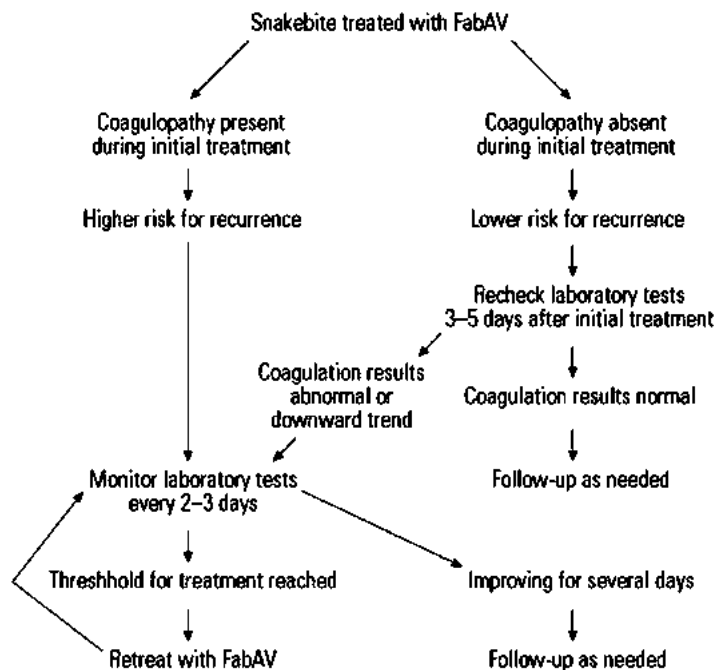 Snakebite treated with FabAV
Coagulopathy present
during initial treatment
Coagulopathy absent
during initial treatment
Higher risk for recurrence
Lower risk for recurrence
Recheck laboratory tests
3–5 days after initial treatment
Coagulation results
abnormal or
downward trend
Coagulation results normal
Monitor laboratory tests
every 2–3 days
Follow-up as needed
Threshhold for treatment reached
Improving for several days
Retreat with FabAV
Follow-up as needed